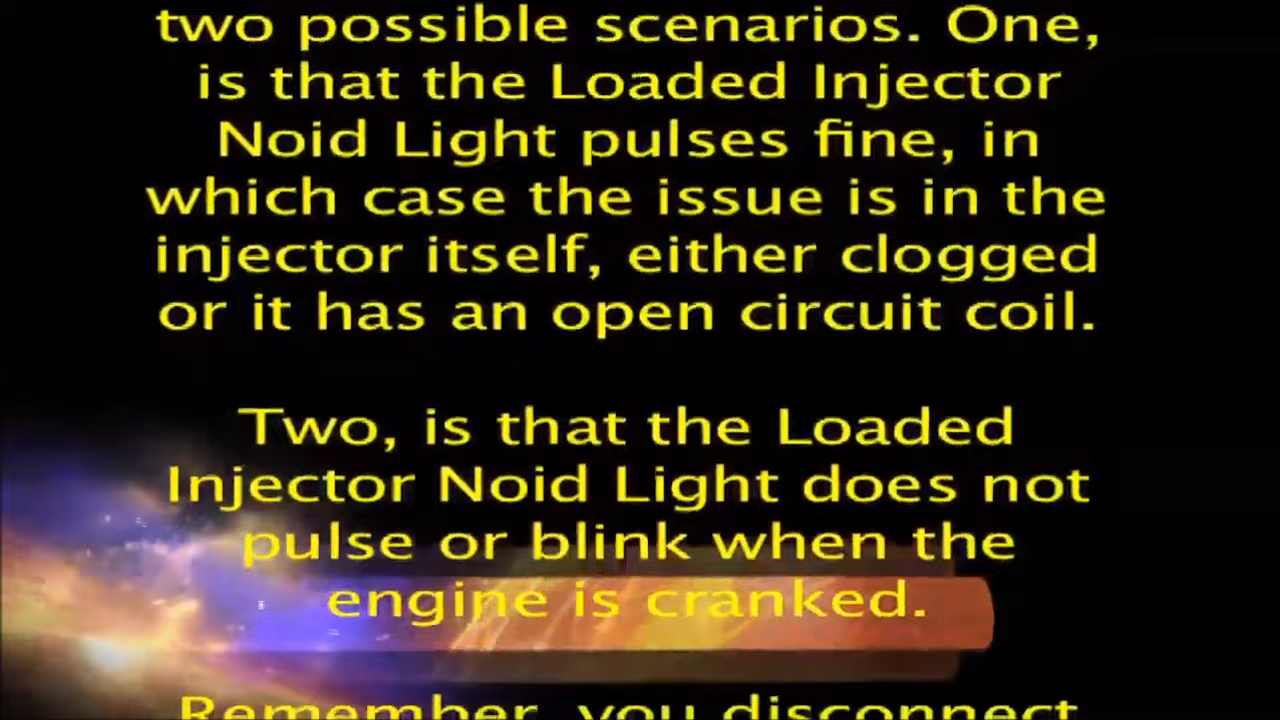 two possible scenarios. One,
is that the Loaded Injector
Noid Light pulses fine, in
which case the issue is in the
injector itself, either clogged
or it has an open circuit coil.
Two, is that the Loaded
Injector Noid Light does not
pulse or blink when the
engine is cranked.
Remember, you disconnect